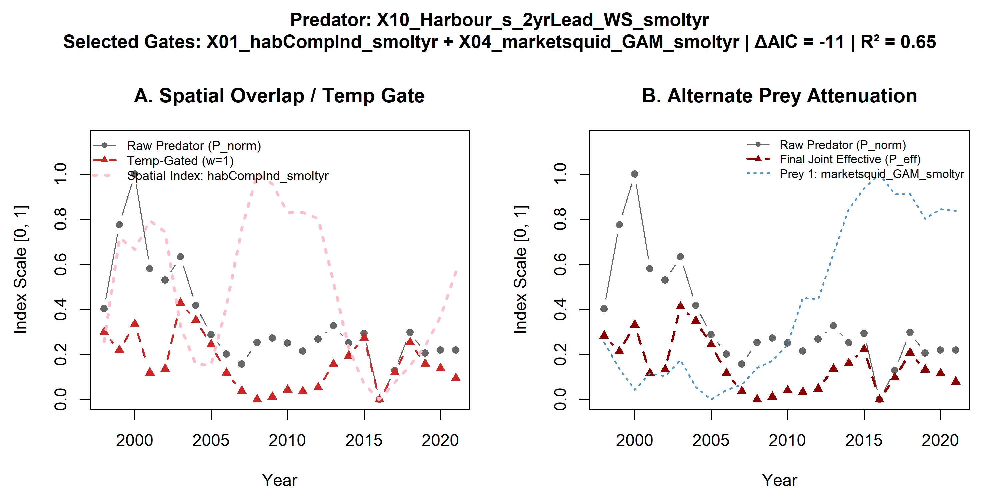 Predator: X10_Harbour_s_2yrLead_WS_smoltyr
Selected Gates: X01_habCompInd_smoltyr + X04_marketsquid_GAM_smoltyr | ΔAIC = -11 | R² = 0.65
A. Spatial Overlap / Temp Gate
Raw Predator (P_norm)
Temp-Gated (w=1)
Spatial Index: habCompInd_smoltyr
Index Scale [0, 1]
1.0
0.8
0.6
0.4
0.2
0.0
2000 2005 2010 2015 2020
Year
B. Alternate Prey Attenuation
Raw Predator (P_norm)
Final Joint Effective (P_eff)
Prey 1: marketsquid_GAM_smoltyr
Index Scale [0, 1]
1.0
0.8
0.6
0.4
0.2
0.0
2000 2005 2010 2015 2020
Year